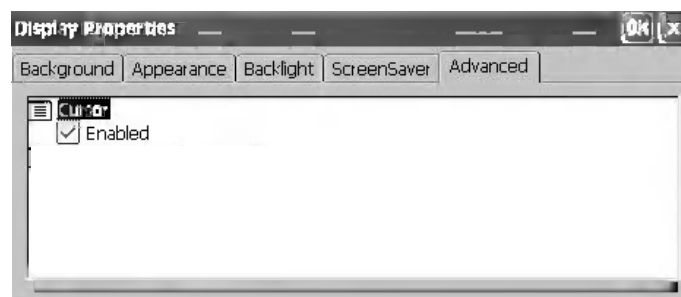 Display Properties OK X
Background Appearance Backlight ScreenSaver Advanced
Cursor
Enabled